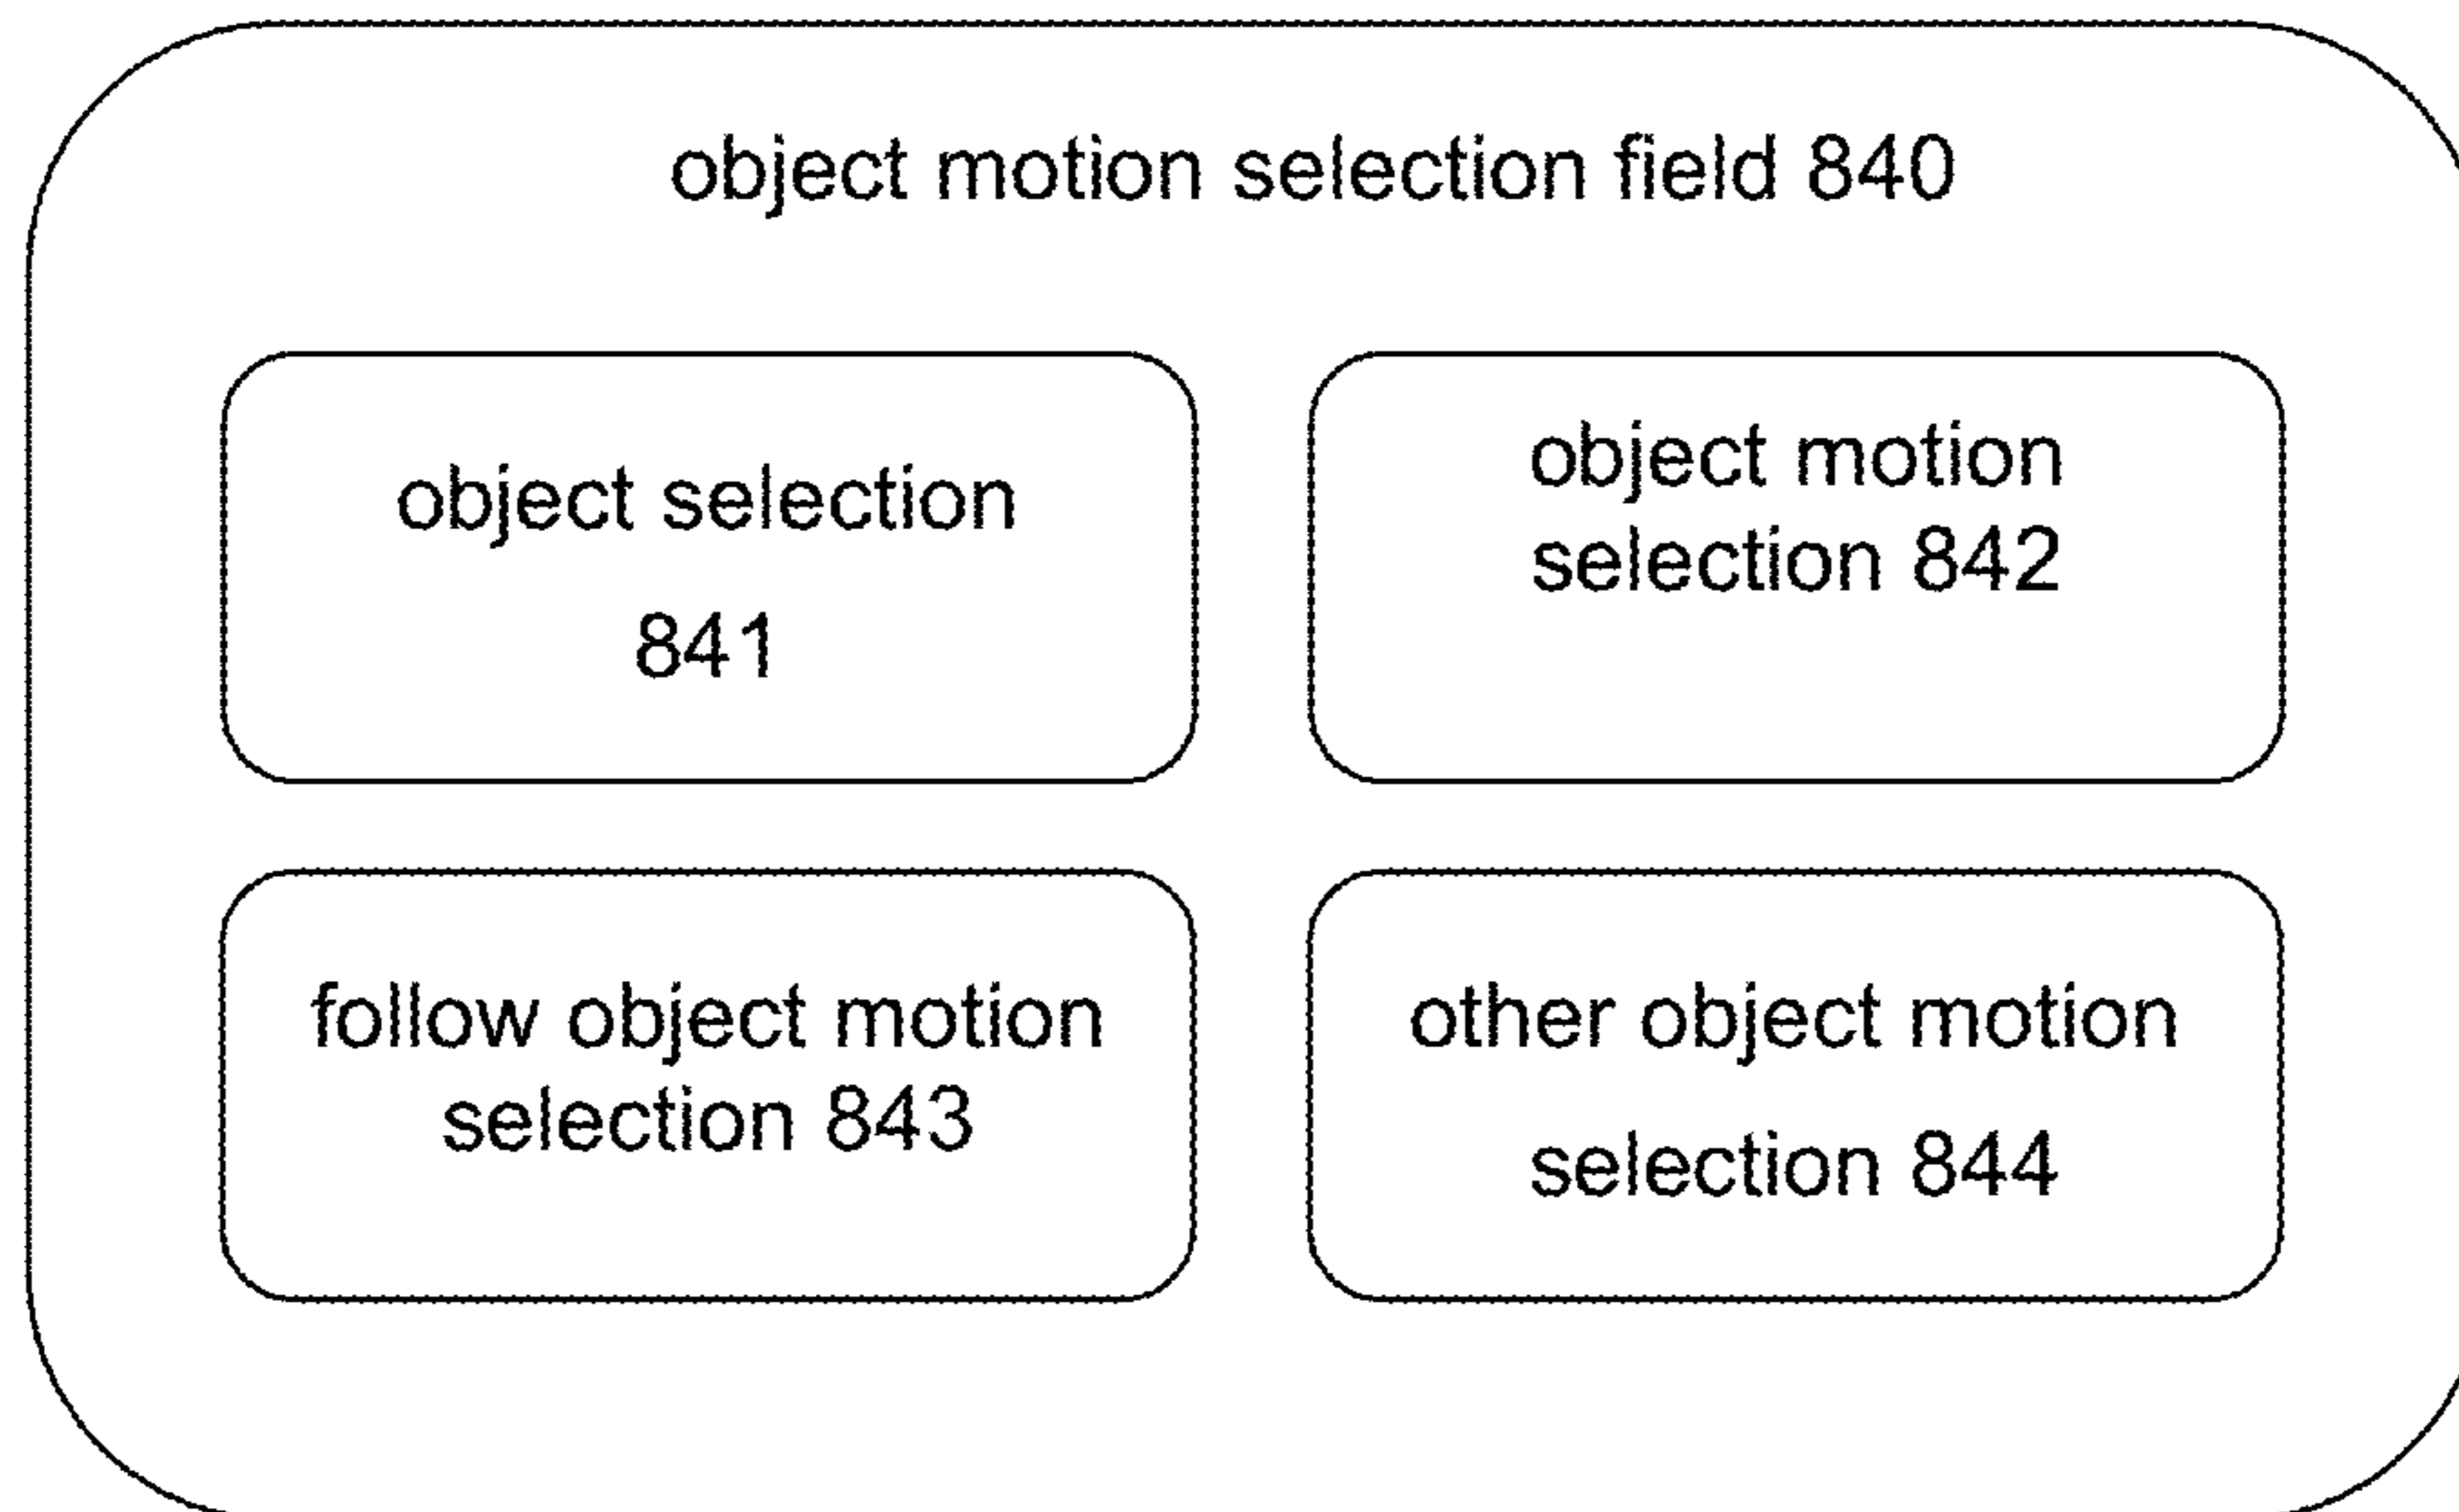 object motion selection field 840
object selection
841
object motion
selection 842
follow object motion
selection 843
other object motion
selection 844